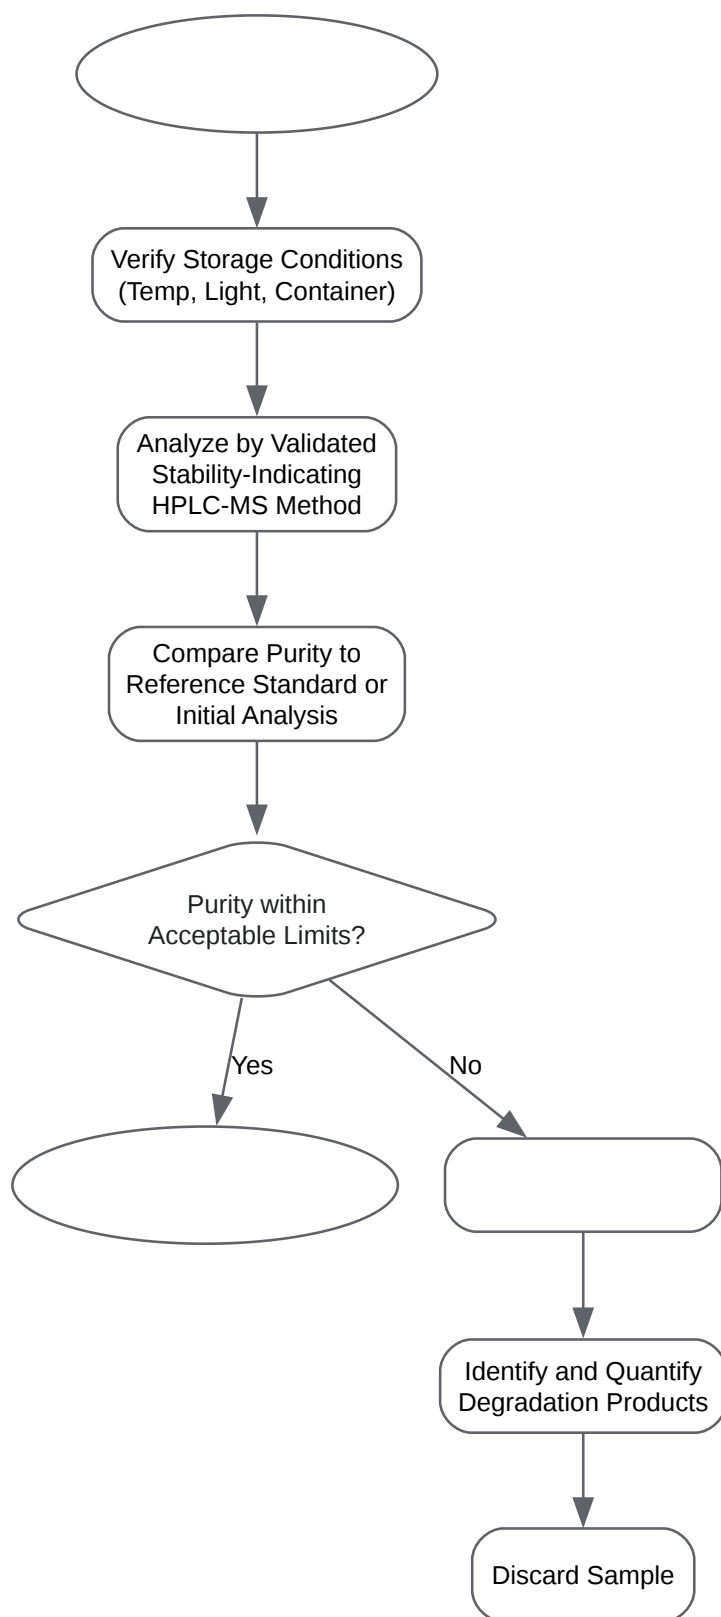 Verify Storage Conditions
(Temp, Light, Container)
Analyze by Validated
Stability-Indicating
HPLC-MS Method
Compare Purity to
Reference Standard or
Initial Analysis
Purity within
Acceptable Limits?
Yes
No
Identify and Quantify
Degradation Products
Discard Sample